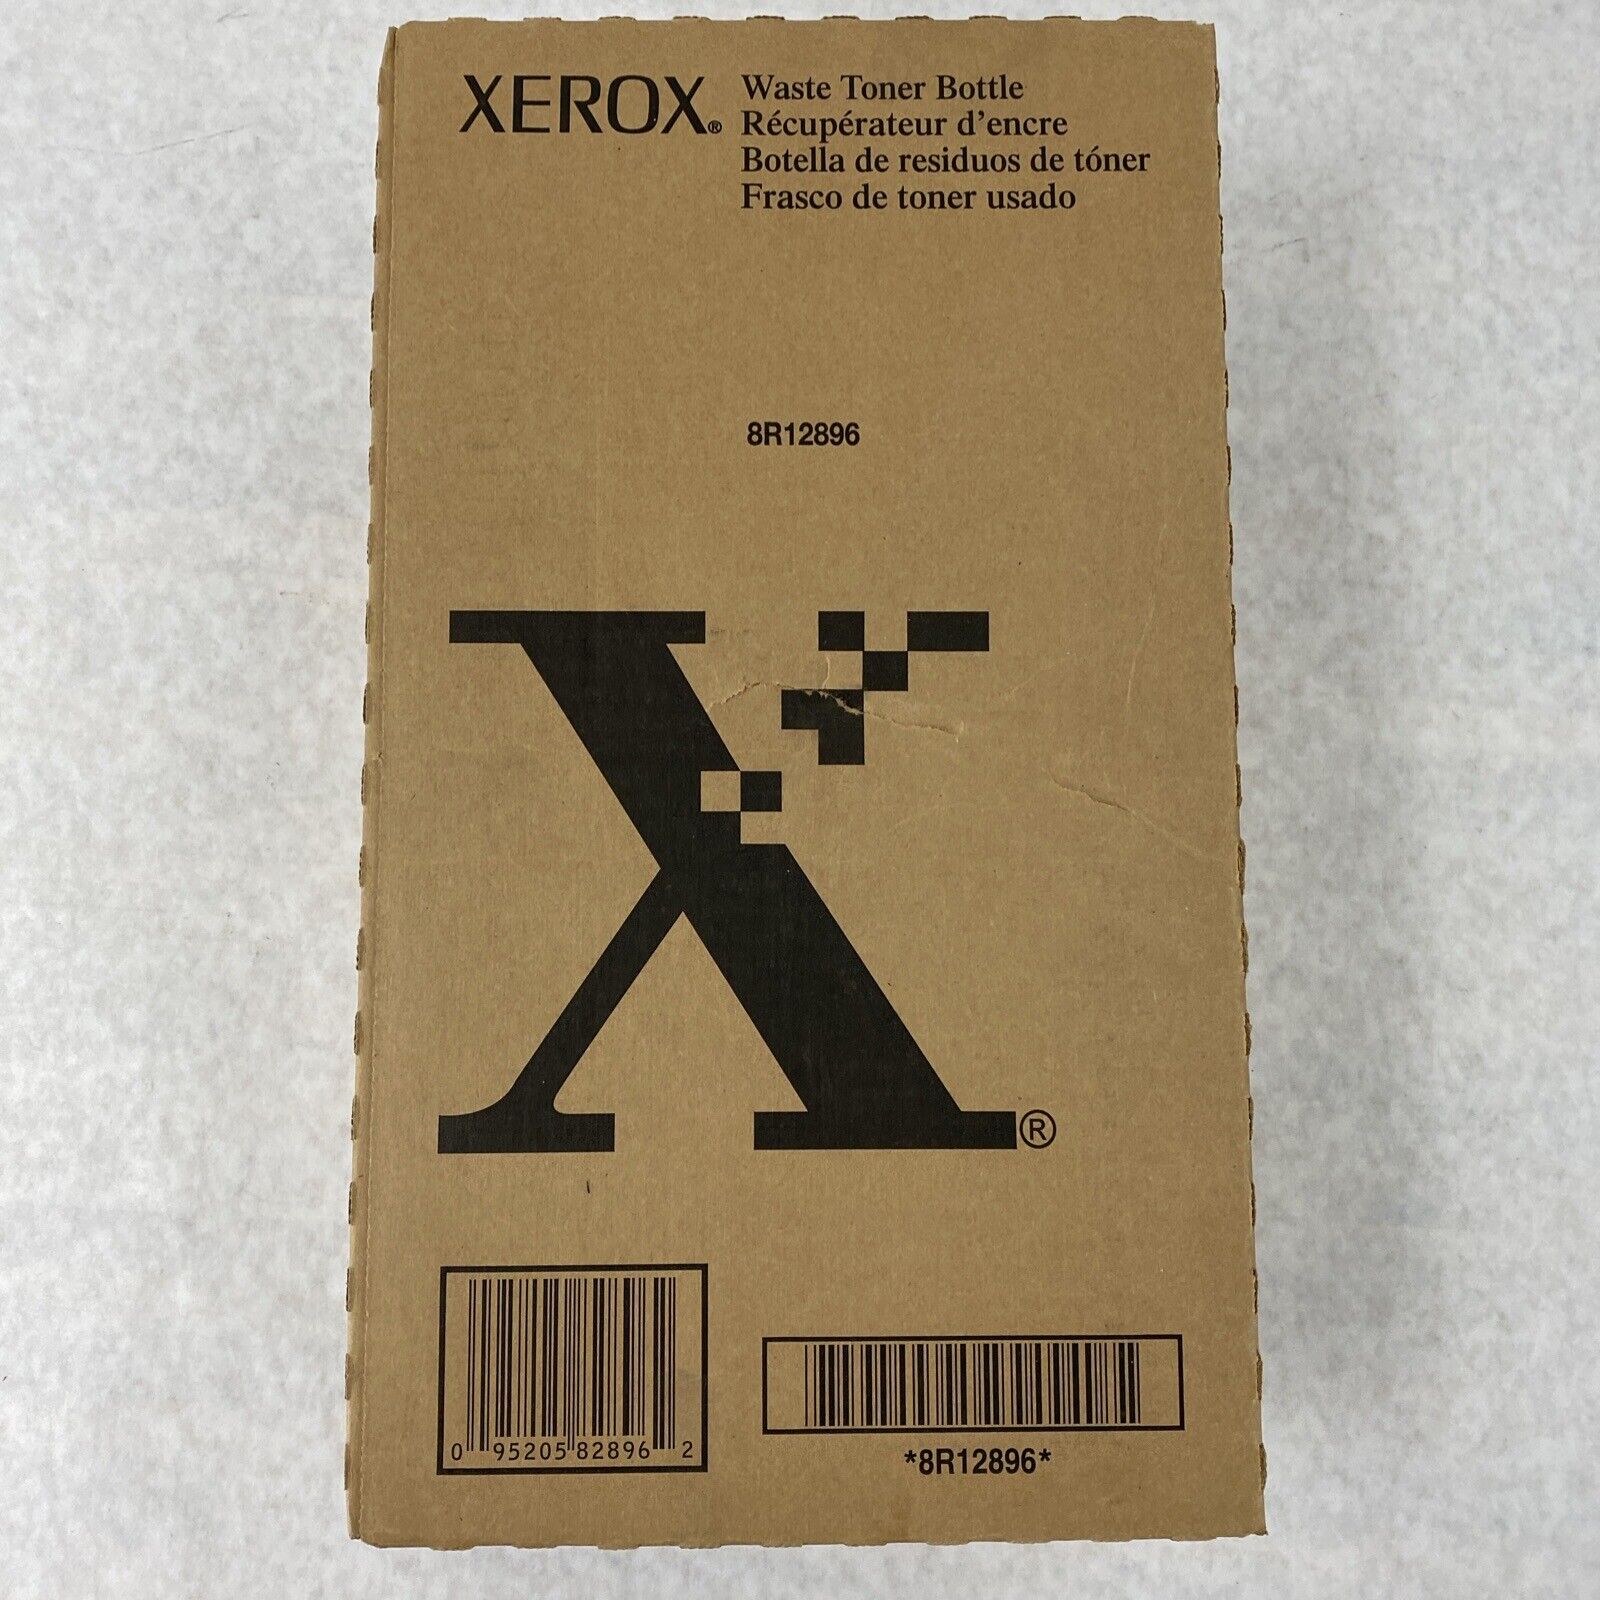 XEROX®
Waste Toner Bottle
Récupérateur d'encre
Botella de residuos de tóner
Frasco de toner usado
8R12896
X®
0 95205 82896 2
*8R12896*